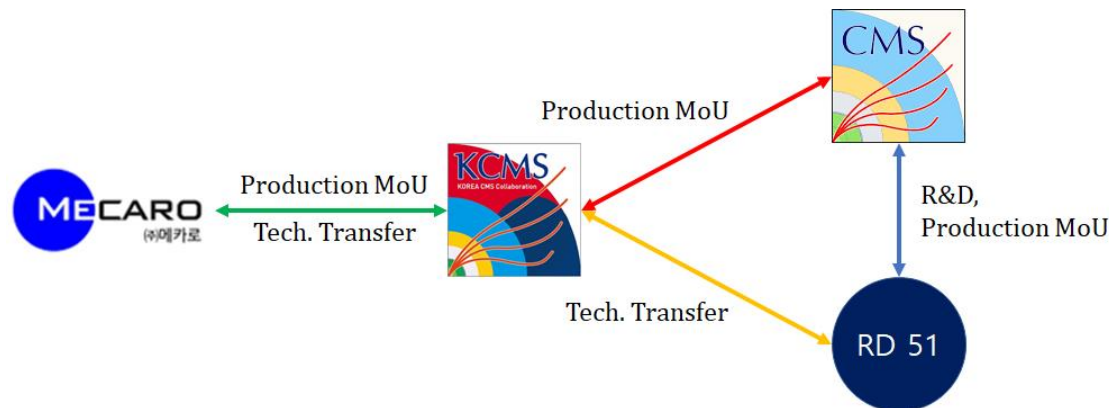 CMS
Production MoU
KCMS
KOREA CMS Collaboration
Production MoU
MECARO
(주)메카로
Tech. Transfer
R&D,
Production MoU
Tech. Transfer
RD 51